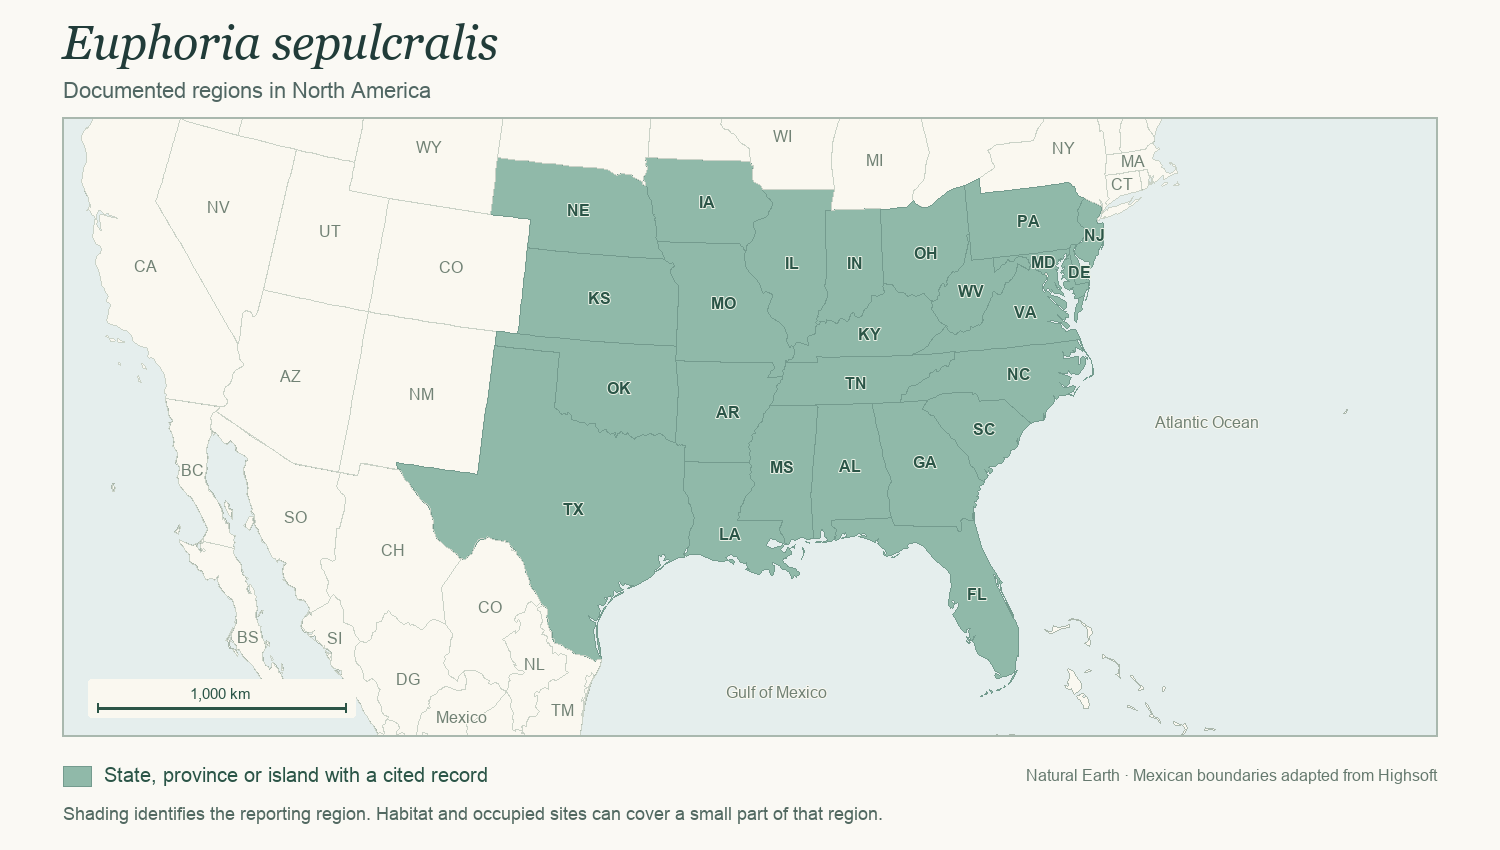 Euphoria sepulcralis
Documented regions in North America
WY
WI
MI
NY
MA
CT
NV
UT
CA
CO
NE
IA
PA
NJ
IL
IN
OH
MD
DE
WV
VA
KS
MO
KY
AZ
NM
OK
TN
NC
AR
SC
Atlantic Ocean
BC
MS
AL
GA
SO
TX
LA
CH
FL
CO
BS
SI
NL
DG
Gulf of Mexico
TM
Mexico
1,000 km
State, province or island with a cited record
Natural Earth · Mexican boundaries adapted from Highsoft
Shading identifies the reporting region. Habitat and occupied sites can cover a small part of that region.